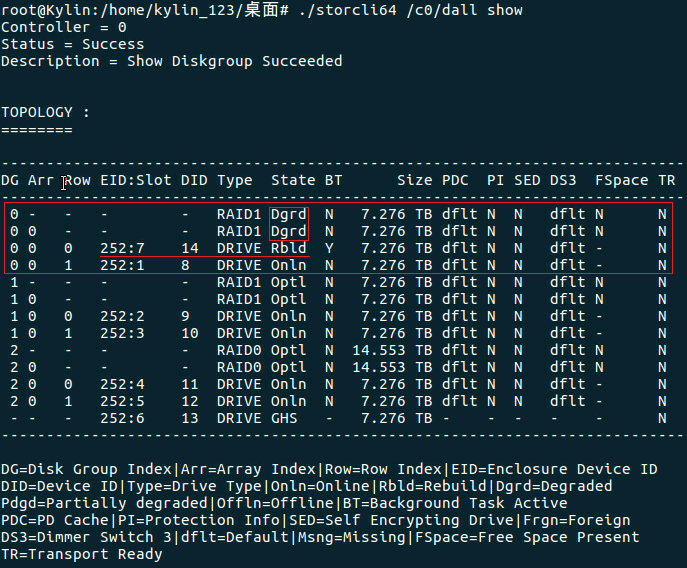 root@Kylin:/home/kylin_123/桌面# ./storcli64 /c0/dall show
Controller = 0
Status = Success
Description = Show Diskgroup Succeeded
TOPOLOGY :
========
-----------------------------------------------------------------------------
DG Arr Row EID:Slot DID Type  State BT      Size PDC  PI SED DS3  FSpace TR
-----------------------------------------------------------------------------
0 -   -   -        -   RAID1 Dgrd  N   7.276 TB dflt N  N   dflt N      N
0 0   -   -        -   RAID1 Dgrd  N   7.276 TB dflt N  N   dflt N      N
0 0   0   252:7    14  DRIVE Rbld  Y   7.276 TB dflt N  N   dflt -      N
0 0   1   252:1    8   DRIVE Onln  N   7.276 TB dflt N  N   dflt -      N
1 -   -   -        -   RAID1 Optl  N   7.276 TB dflt N  N   dflt N      N
1 0   -   -        -   RAID1 Optl  N   7.276 TB dflt N  N   dflt N      N
1 0   0   252:2    9   DRIVE Onln  N   7.276 TB dflt N  N   dflt -      N
1 0   1   252:3    10  DRIVE Onln  N   7.276 TB dflt N  N   dflt -      N
2 -   -   -        -   RAID0 Optl  N  14.553 TB dflt N  N   dflt N      N
2 0   -   -        -   RAID0 Optl  N  14.553 TB dflt N  N   dflt N      N
2 0   0   252:4    11  DRIVE Onln  N   7.276 TB dflt N  N   dflt -      N
2 0   1   252:5    12  DRIVE Onln  N   7.276 TB dflt N  N   dflt -      N
- -   -   252:6    13  DRIVE GHS   -   7.276 TB -    -  -   -    -      N
-----------------------------------------------------------------------------
DG=Disk Group Index|Arr=Array Index|Row=Row Index|EID=Enclosure Device ID
DID=Device ID|Type=Drive Type|Onln=Online|Rbld=Rebuild|Dgrd=Degraded
Pdgd=Partially degraded|Offln=Offline|BT=Background Task Active
PDC=PD Cache|PI=Protection Info|SED=Self Encrypting Drive|Frgn=Foreign
DS3=Dimmer Switch 3|dflt=Default|Msng=Missing|FSpace=Free Space Present
TR=Transport Ready